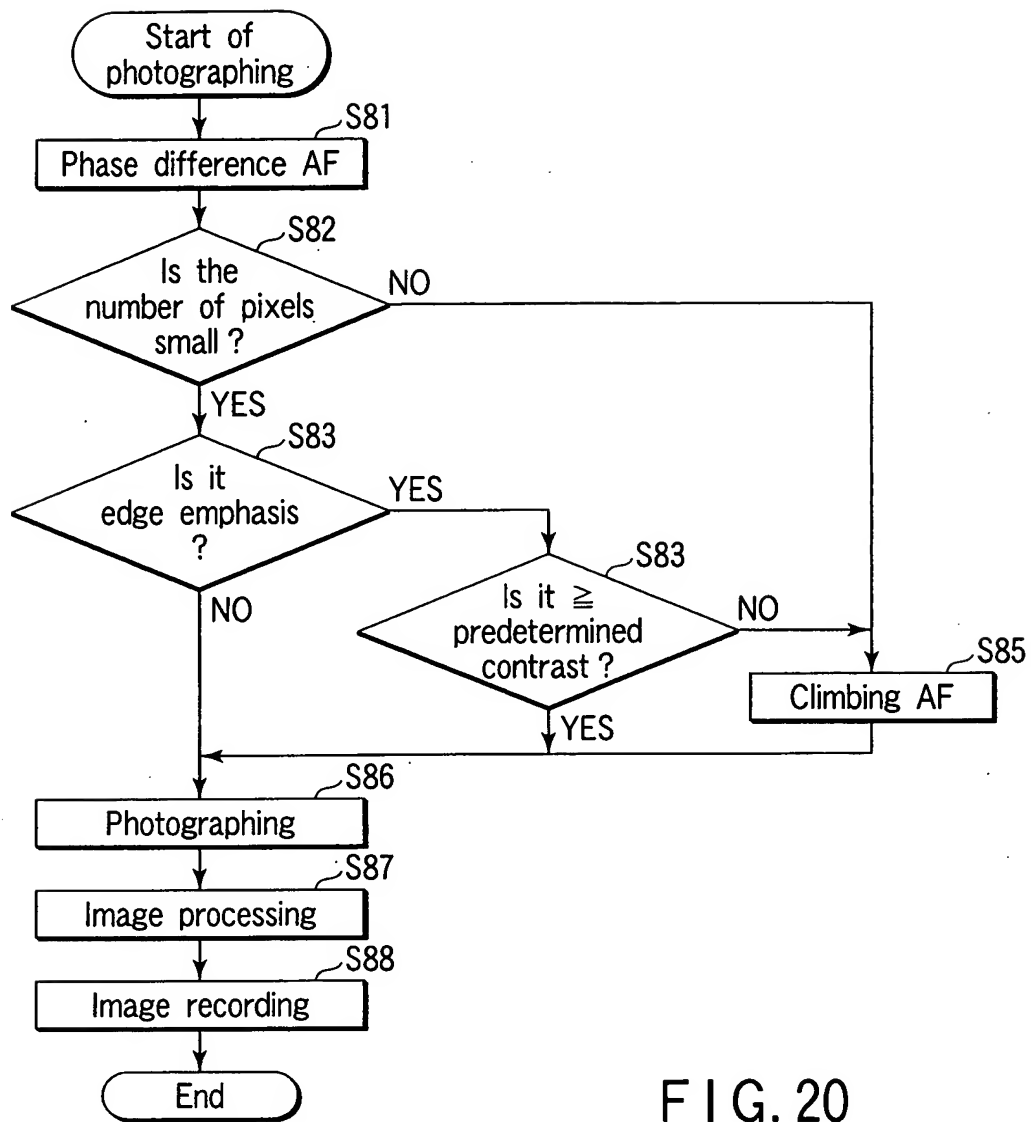 Start of
photographing
S81
Phase difference AF
S82
Is the
number of pixels
small ?
NO
YES
S83
Is it
edge emphasis
?
YES
NO
S83
Is it ≧
predetermined
contrast ?
NO
YES
S85
Climbing AF
S86
Photographing
S87
Image processing
S88
Image recording
End
FIG. 20